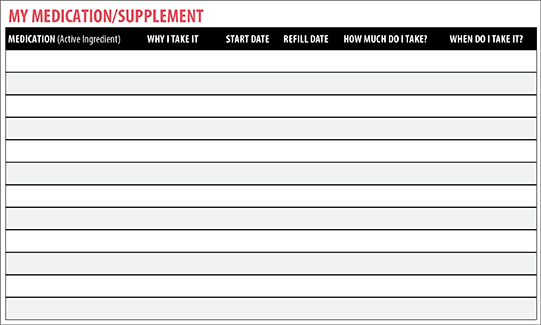 MY MEDICATION/SUPPLEMENT
MEDICATION (Active Ingredient) WHY I TAKE IT START DATE REFILL DATE HOW MUCH DO I TAKE? WHEN DO I TAKE IT?